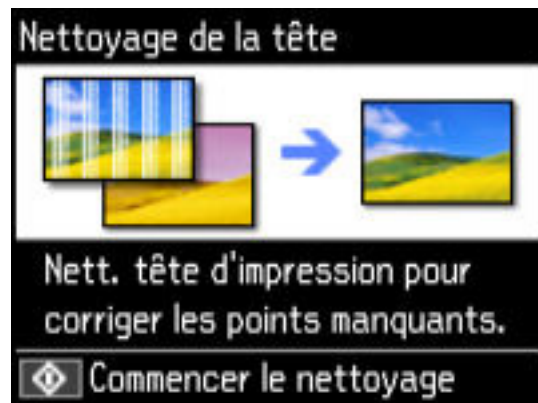 Nettoyage de la tête
Nett. tête d'impression pour
corriger les points manquants.
Commencer le nettoyage